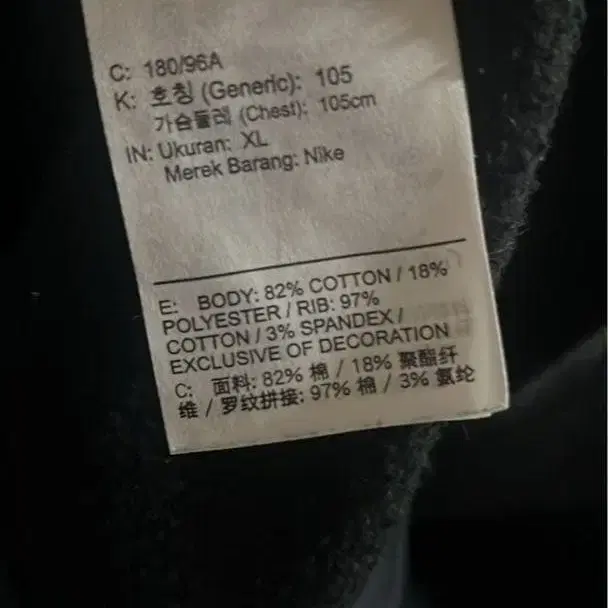 C: 180/96A
K: 호칭 (Generic): 105
가슴둘레 (Chest): 105cm
IN: Ukuran: XL
Merek Barang: Nike
E: BODY: 82% COTTON / 18%
POLYESTER / RIB: 97%
COTTON / 3% SPANDEX /
EXCLUSIVE OF DECORATION
C: 面料: 82% 棉 / 18% 聚酯纤
维 / 罗纹拼接: 97% 棉 / 3% 氨纶